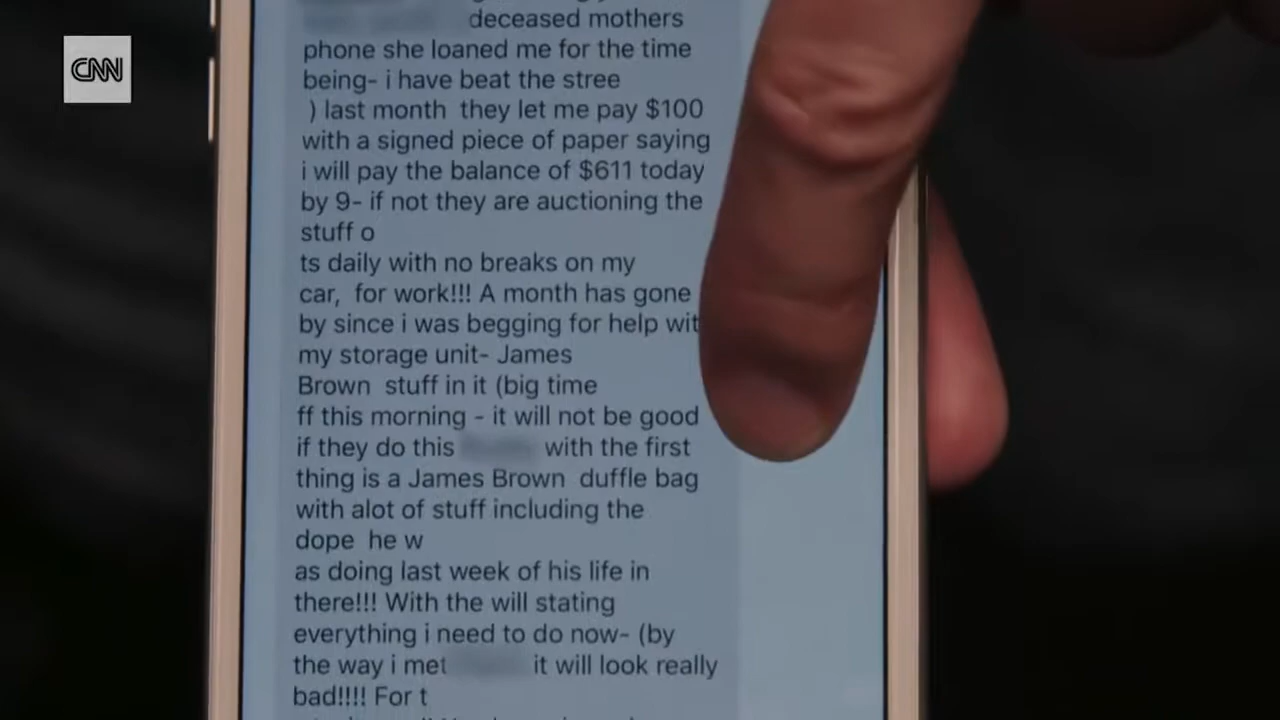 CNN
deceased mothers
phone she loaned me for the time
being- i have beat the stree
) last month they let me pay $100
with a signed piece of paper saying
i will pay the balance of $611 today
by 9- if not they are auctioning the
stuff o
ts daily with no breaks on my
car, for work!!! A month has gone
by since i was begging for help wit
my storage unit- James
Brown stuff in it (big time
ff this morning - it will not be good
if they do this with the first
thing is a James Brown duffle bag
with alot of stuff including the
dope he w
as doing last week of his life in
there!!! With the will stating
everything i need to do now- (by
the way i met it will look really
bad!!!! For t